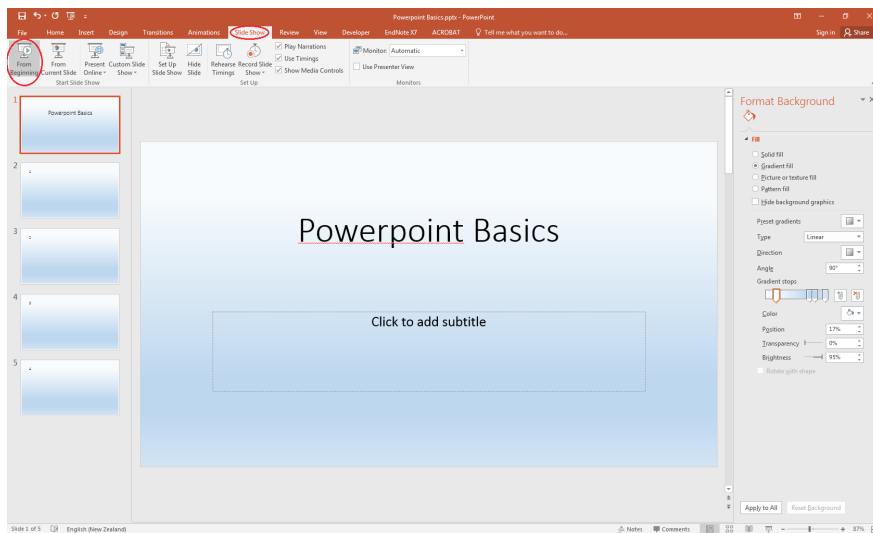 Powerpoint Basics.pptx - PowerPoint
File Home Insert Design Transitions Animations Slide Show Review View Developer EndNote X7 ACROBAT Tell me what you want to do... Sign in Share
From Beginning
From Current Slide
Present Online
Custom Slide Show
Set Up Slide Show
Hide Slide
Rehearse Timings
Record Slide Show
Play Narrations
Use Timings
Show Media Controls
Monitor: Automatic
Use Presenter View
Start Slide Show Set Up Monitors
1
Powerpoint Basics
2
3
4
5
Powerpoint Basics
Click to add subtitle
Format Background
Fill
Solid fill
Gradient fill
Picture or texture fill
Pattern fill
Hide background graphics
Preset gradients
Type Linear
Direction
Angle 90°
Gradient stops
Color
Position 17%
Transparency 0%
Brightness 95%
Rotate with shape
Apply to All Reset Background
Slide 1 of 5 English (New Zealand) Notes Comments 87%